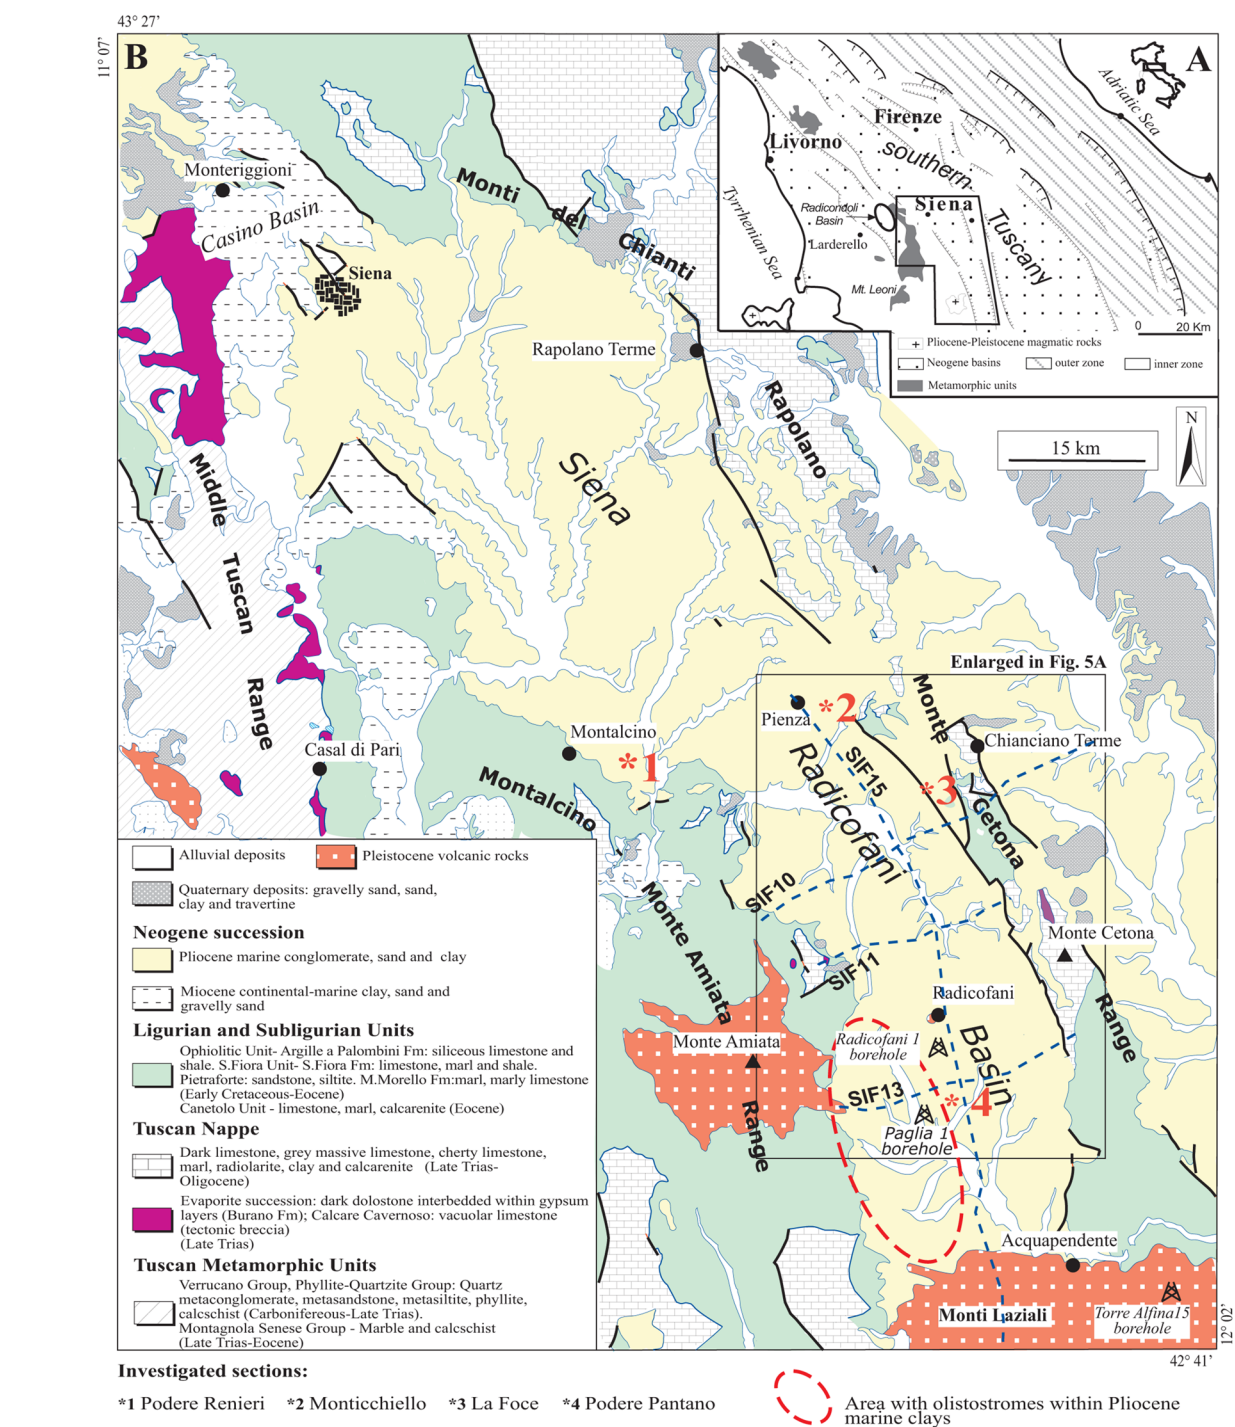 43° 27'
11° 07'
B
A
Adriatic Sea
Firenze
Livorno
southern
Tuscany
Siena
Radicondoli
Basin
Larderello
Tyrrhenian Sea
Mt. Leoni
0 20 Km
Pliocene-Pleistocene magmatic rocks
Neogene basins
outer zone
inner zone
Metamorphic units
N
15 km
Monteriggioni
Casino Basin
Siena
Monti
del
Chianti
Rapolano Terme
Rapolano
Siena
Middle
Tuscan
Range
Enlarged in Fig. 5A
Pienza
*2
Monte
Chianciano Terme
Montalcino
*1
Casal di Pari
Montalcino
SIF15
Radicofani
*3
Cetona
SIF10
Monte Amiata
SIF11
Monte Cetona
Radicofani
Range
Radicofani 1
borehole
Basin
Monte Amiata
SIF13
*4
Paglia 1
borehole
Range
Acquapendente
Monti Laziali
Torre Alfina15
borehole
12° 02'
42° 41'
Alluvial deposits
Pleistocene volcanic rocks
Quaternary deposits: gravelly sand, sand,
clay and travertine
Neogene succession
Pliocene marine conglomerate, sand and clay
Miocene continental-marine clay, sand and
gravelly sand
Ligurian and Subligurian Units
Ophiolitic Unit- Argille a Palombini Fm: siliceous limestone and
shale. S.Fiora Unit- S.Fiora Fm: limestone, marl and shale.
Pietraforte: sandstone, siltite. M.Morello Fm:marl, marly limestone
(Early Cretaceous-Eocene)
Canetolo Unit - limestone, marl, calcarenite (Eocene)
Tuscan Nappe
Dark limestone, grey massive limestone, cherty limestone,
marl, radiolarite, clay and calcarenite (Late Trias-
Oligocene)
Evaporite succession: dark dolostone interbedded within gypsum
layers (Burano Fm); Calcare Cavernoso: vacuolar limestone
(tectonic breccia)
(Late Trias)
Tuscan Metamorphic Units
Verrucano Group, Phyllite-Quartzite Group: Quartz
metaconglomerate, metasandstone, metasiltite, phyllite,
calcschist (Carbonifereous-Late Trias).
Montagnola Senese Group - Marble and calcschist
(Late Trias-Eocene)
Investigated sections:
*1 Podere Renieri *2 Monticchiello *3 La Foce *4 Podere Pantano
Area with olistostromes within Pliocene
marine clays